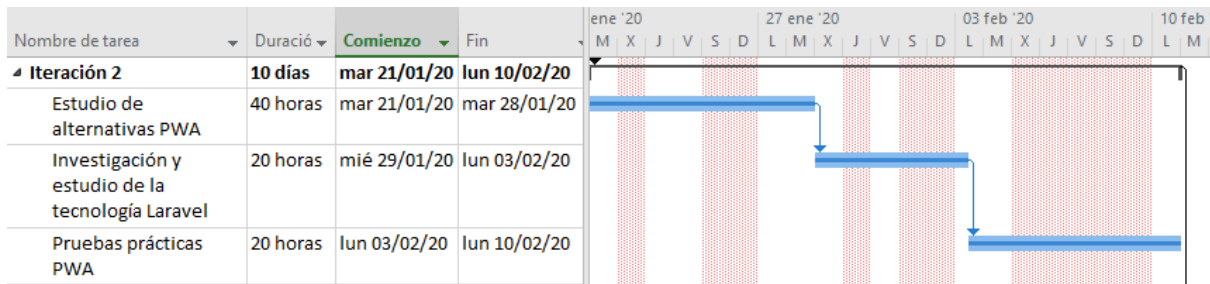 ene '20 27 ene '20 03 feb '20 10 feb
Nombre de tarea Duració Comienzo Fin M X J V S D L M X J V S D L M X J V S D L M
Iteración 2 10 días mar 21/01/20 lun 10/02/20
Estudio de 40 horas mar 21/01/20 mar 28/01/20
alternativas PWA
Investigación y 20 horas mié 29/01/20 lun 03/02/20
estudio de la
tecnología Laravel
Pruebas prácticas 20 horas lun 03/02/20 lun 10/02/20
PWA